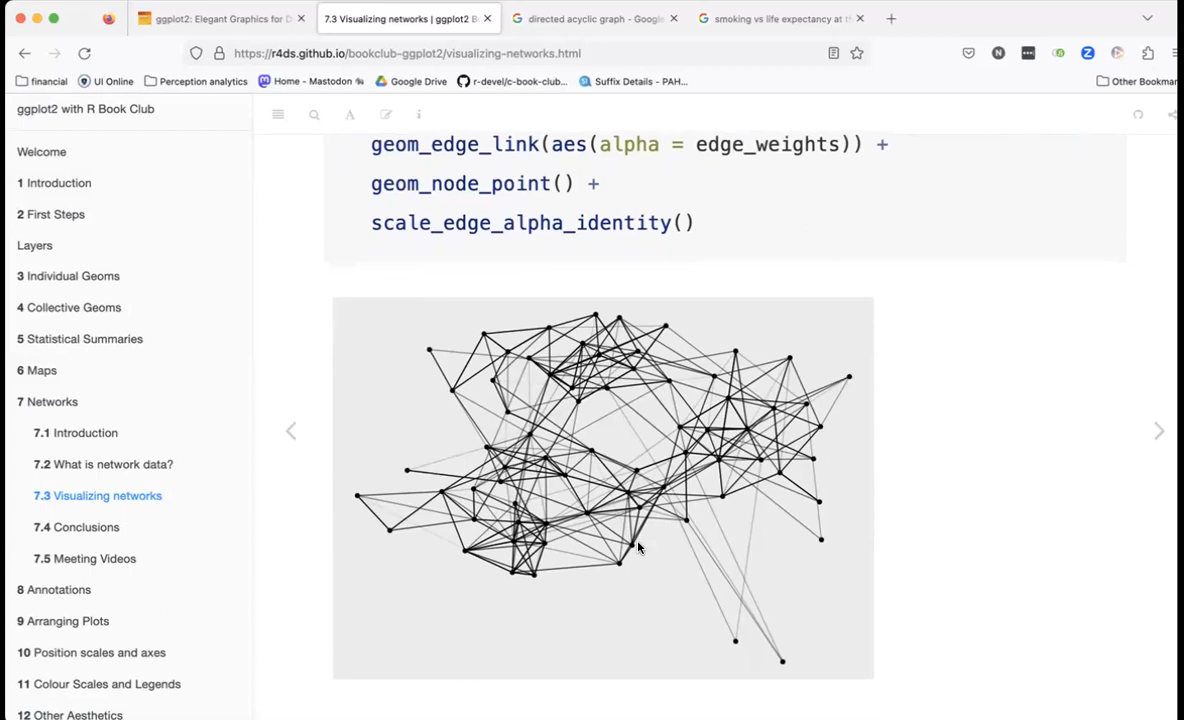 ggplot2: Elegant Graphics for D
7.3 Visualizing networks | ggplot2 B
directed acyclic graph - Google
smoking vs life expectancy at th
https://r4ds.github.io/bookclub-ggplot2/visualizing-networks.html
financial
UI Online
Perception analytics
Home - Mastodon
Google Drive
r-devel/c-book-club...
Suffix Details - PAH...
Other Bookmar
ggplot2 with R Book Club
Welcome
1 Introduction
2 First Steps
Layers
3 Individual Geoms
4 Collective Geoms
5 Statistical Summaries
6 Maps
7 Networks
7.1 Introduction
7.2 What is network data?
7.3 Visualizing networks
7.4 Conclusions
7.5 Meeting Videos
8 Annotations
9 Arranging Plots
10 Position scales and axes
11 Colour Scales and Legends
12 Other Aesthetics
geom_edge_link(aes(alpha = edge_weights)) +
geom_node_point() +
scale_edge_alpha_identity()